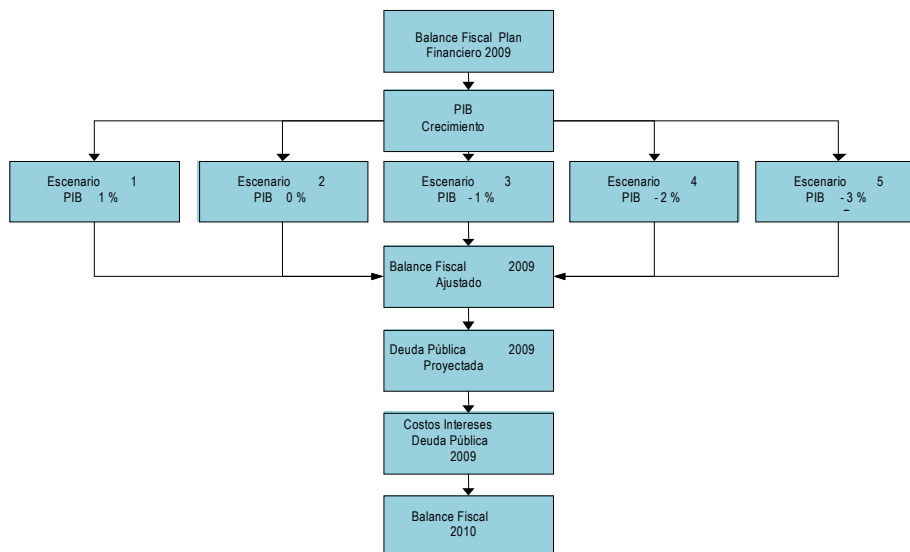 Balance Fiscal Plan
Financiero 2009
PIB
Crecimiento
Escenario 1
PIB 1 %
Escenario 2
PIB 0 %
Escenario 3
PIB - 1 %
Escenario 4
PIB - 2 %
Escenario 5
PIB - 3 %
Balance Fiscal 2009
Ajustado
Deuda Pública 2009
Proyectada
Costos Intereses
Deuda Pública
2009
Balance Fiscal
2010